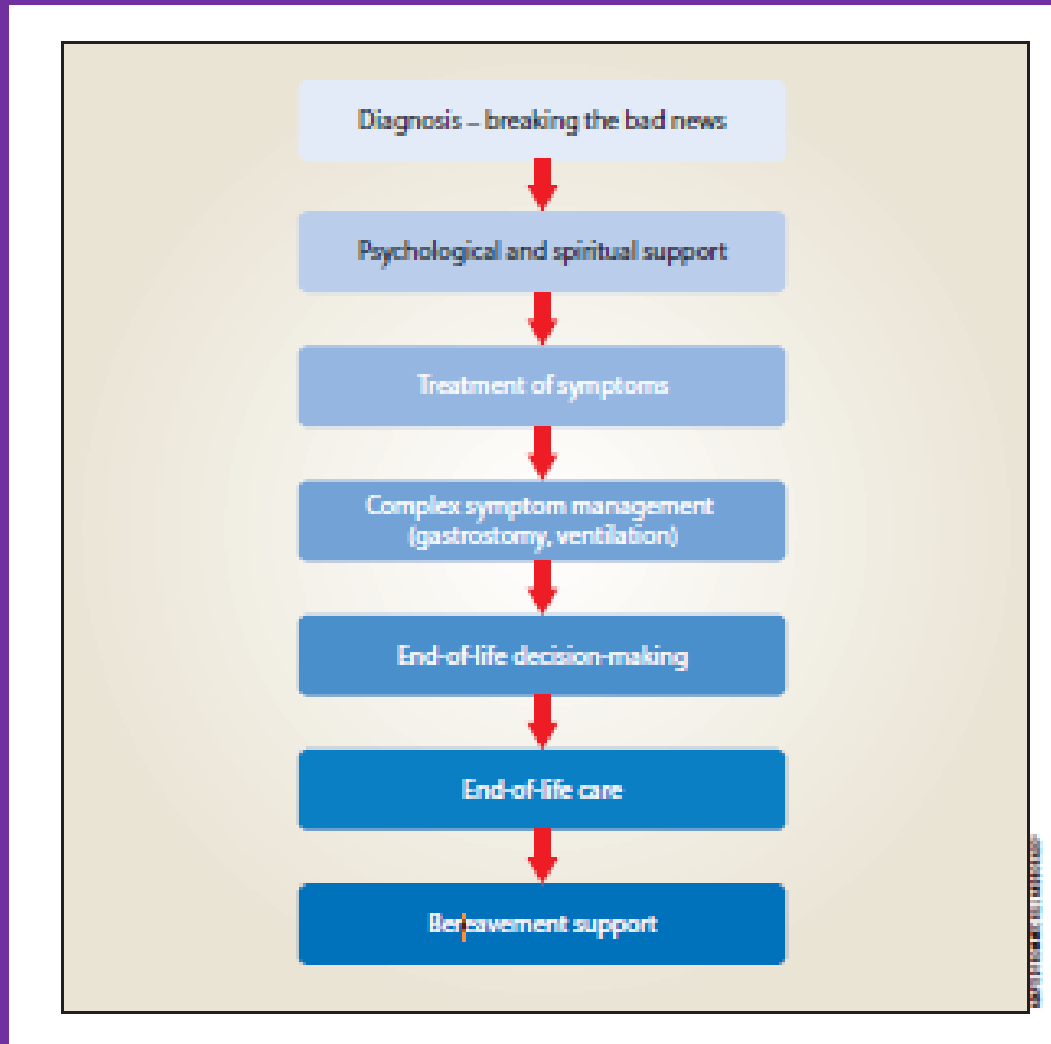 Diagnosis – breaking the bad news
Psychological and spiritual support
Treatment of symptoms
Complex symptom management
(gastrostomy, ventilation)
End-of-life decision-making
End-of-life care
Bereavement support